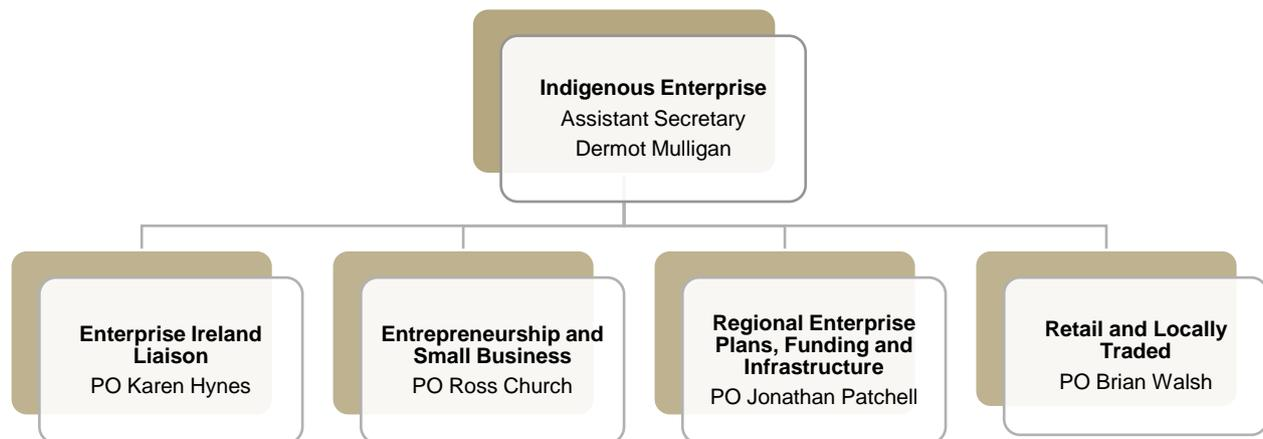 Indigenous Enterprise
Assistant Secretary
Dermot Mulligan
Enterprise Ireland
Liaison
PO Karen Hynes
Entrepreneurship and
Small Business
PO Ross Church
Regional Enterprise
Plans, Funding and
Infrastructure
PO Jonathan Patchell
Retail and Locally
Traded
PO Brian Walsh